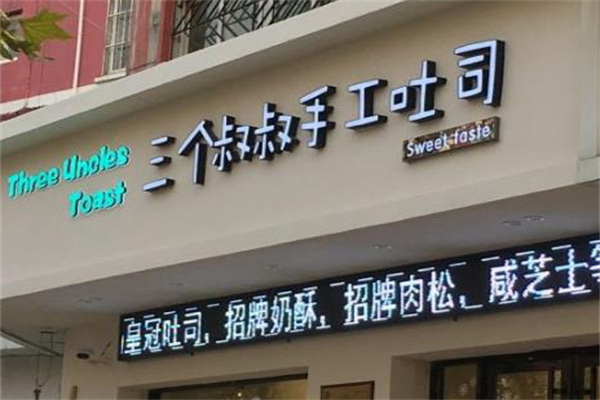 Three Uncles
Toast
三个叔叔手工吐司
Sweet taste
皇冠吐司，招牌奶酥，招牌肉松，咸芝士